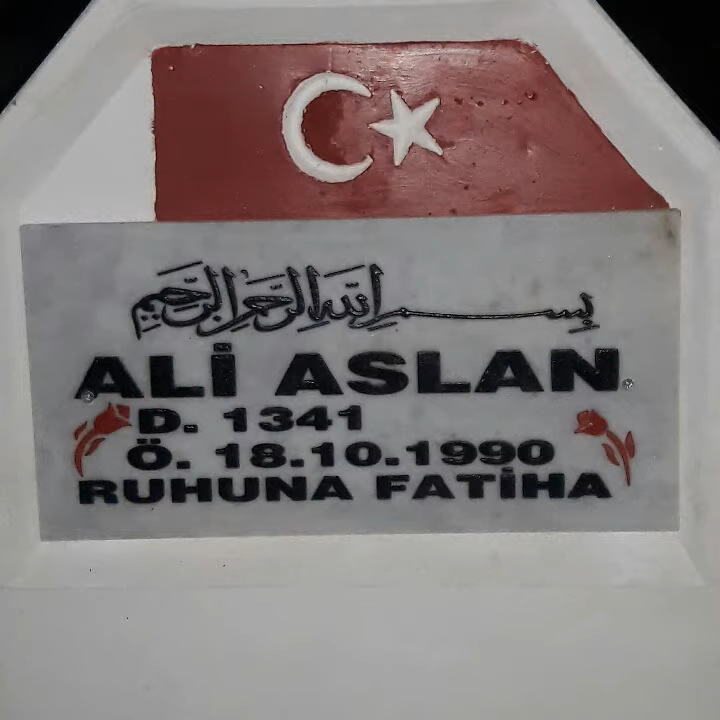 بسم الله الرحمن الرحيم
ALİ ASLAN
D. 1341
Ö. 18.10.1990
RUHUNA FATİHA